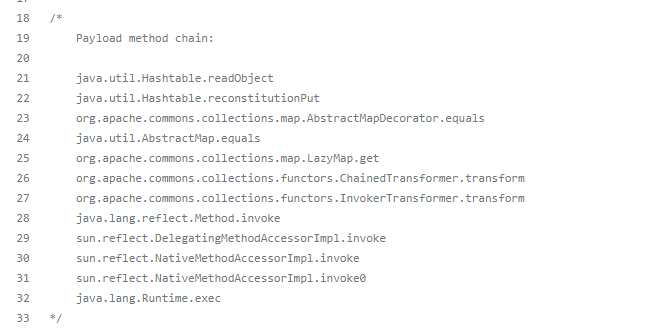 18 /*
19 Payload method chain:
20
21 java.util.Hashtable.readObject
22 java.util.Hashtable.reconstitutionPut
23 org.apache.commons.collections.map.AbstractMapDecorator.equals
24 java.util.AbstractMap.equals
25 org.apache.commons.collections.map.LazyMap.get
26 org.apache.commons.collections.functors.ChainedTransformer.transform
27 org.apache.commons.collections.functors.InvokerTransformer.transform
28 java.lang.reflect.Method.invoke
29 sun.reflect.DelegatingMethodAccessorImpl.invoke
30 sun.reflect.NativeMethodAccessorImpl.invoke
31 sun.reflect.NativeMethodAccessorImpl.invoke0
32 java.lang.Runtime.exec
33 */